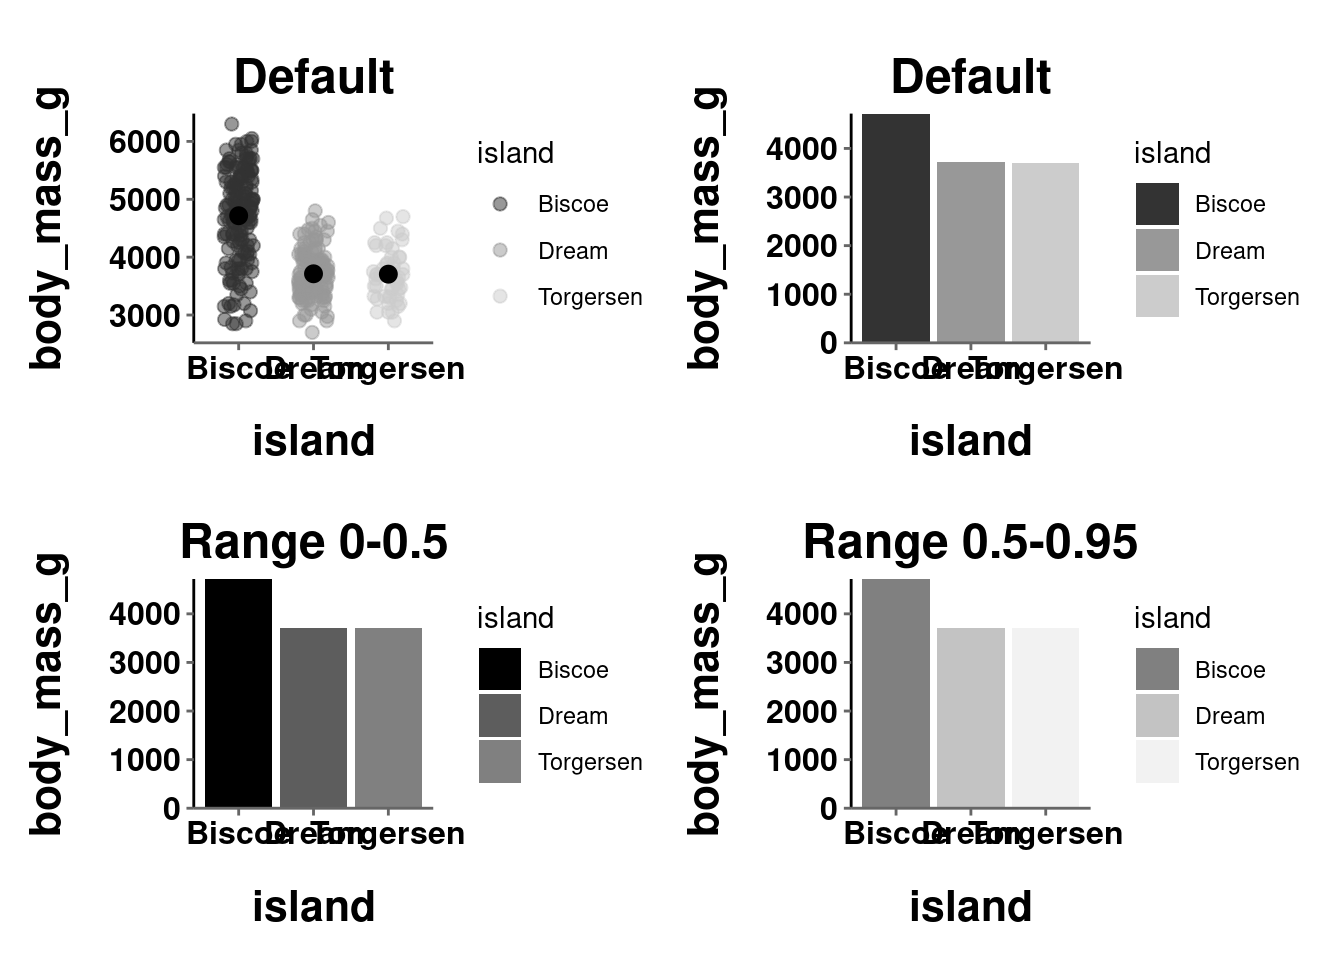 Default
body_mass_g
6000
5000
4000
3000
Biscoe Dream Torgersen
island
island
Biscoe
Dream
Torgersen
Default
body_mass_g
4000
3000
2000
1000
0
Biscoe Dream Torgersen
island
island
Biscoe
Dream
Torgersen
Range 0-0.5
body_mass_g
4000
3000
2000
1000
0
Biscoe Dream Torgersen
island
island
Biscoe
Dream
Torgersen
Range 0.5-0.95
body_mass_g
4000
3000
2000
1000
0
Biscoe Dream Torgersen
island
island
Biscoe
Dream
Torgersen